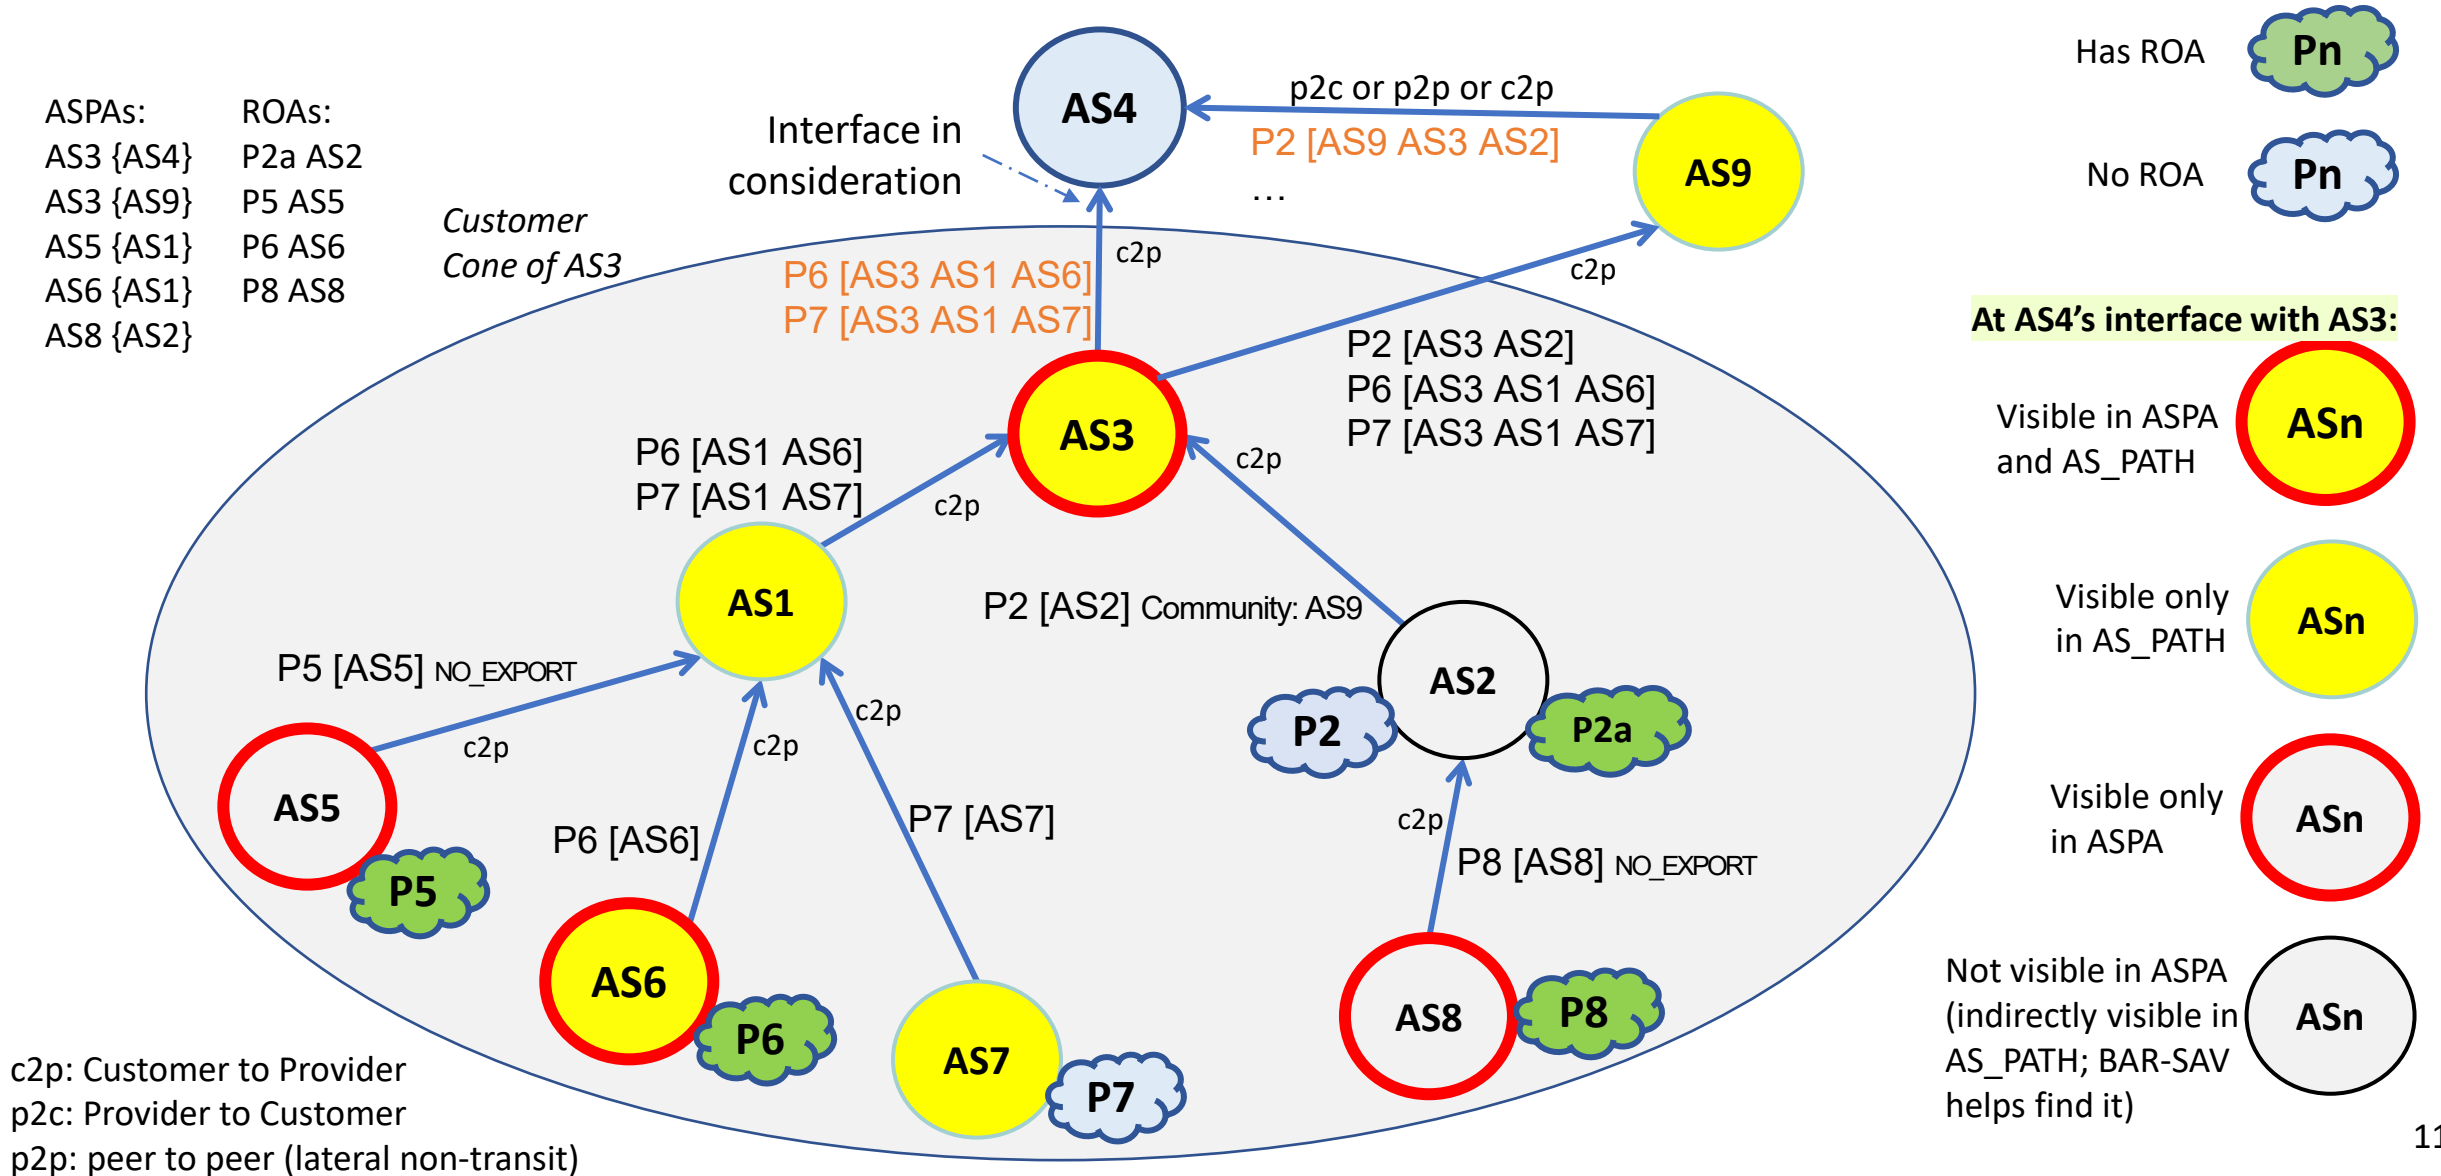 ASPAs:
AS3 {AS4}
AS3 {AS9}
AS5 {AS1}
AS6 {AS1}
AS8 {AS2}
ROAs:
P2a AS2
P5 AS5
P6 AS6
P8 AS8
Customer
Cone of AS3
Interface in
consideration
AS4
p2c or p2p or c2p
P2 [AS9 AS3 AS2]
...
AS9
c2p
c2p
P6 [AS3 AS1 AS6]
P7 [AS3 AS1 AS7]
P2 [AS3 AS2]
P6 [AS3 AS1 AS6]
P7 [AS3 AS1 AS7]
AS3
P6 [AS1 AS6]
P7 [AS1 AS7]
c2p
c2p
AS1
P2 [AS2] Community: AS9
AS2
P2
P2a
P5 [AS5] NO_EXPORT
c2p
c2p
c2p
AS5
P5
P6 [AS6]
P7 [AS7]
c2p
P8 [AS8] NO_EXPORT
AS6
P6
AS7
P7
AS8
P8
c2p: Customer to Provider
p2c: Provider to Customer
p2p: peer to peer (lateral non-transit)
Has ROA
Pn
No ROA
Pn
At AS4's interface with AS3:
Visible in ASPA
and AS_PATH
ASn
Visible only
in AS_PATH
ASn
Visible only
in ASPA
ASn
Not visible in ASPA
(indirectly visible in
AS_PATH; BAR-SAV
helps find it)
ASn
11